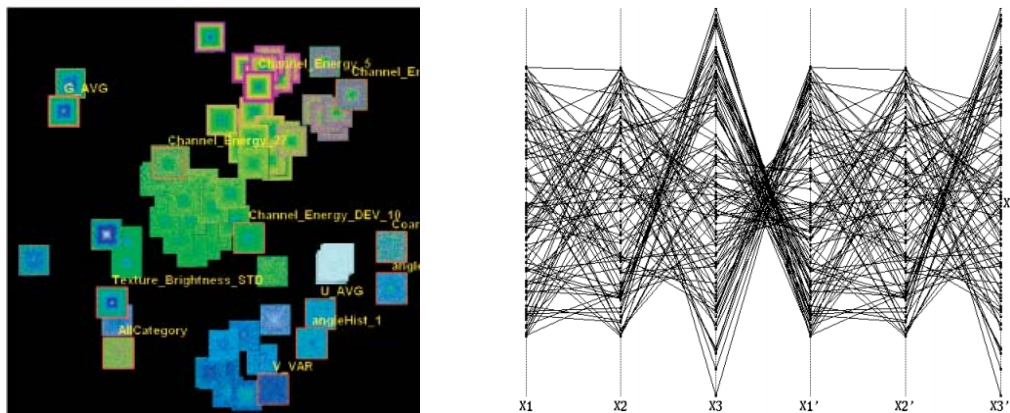 Channel_Energy_5
Channel_En
G_AVG
Channel_Energy_27
Channel_Energy_DEV_10
Coar
angle
Texture_Brightness_STD
U_AVG
AllCategory
angleHist_1
V_VAR
X
X1 X2 X3 X1' X2' X3'